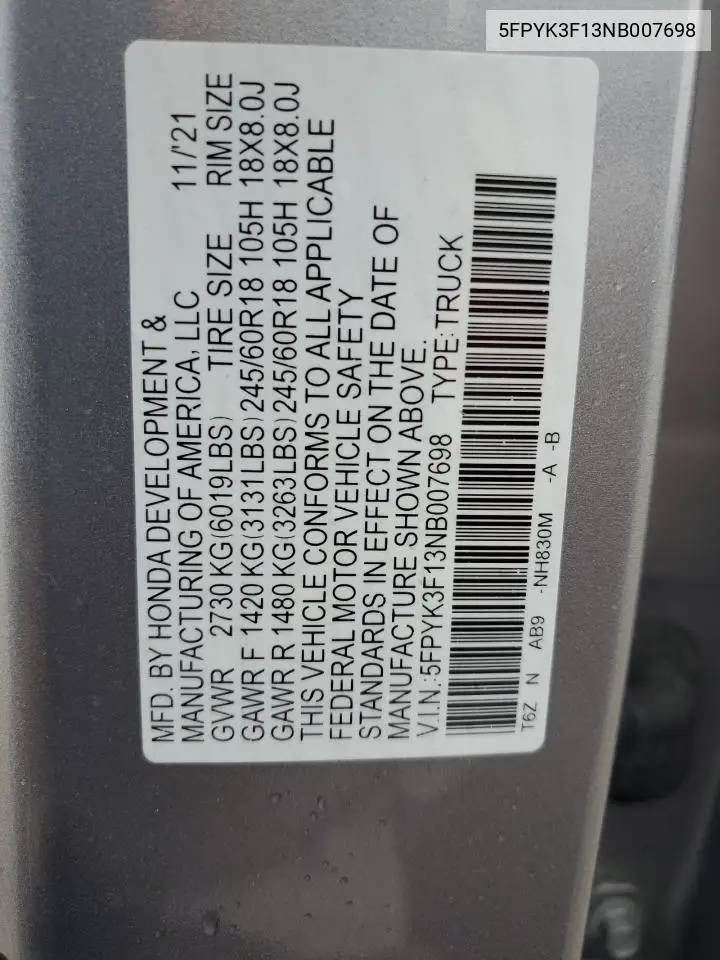 5FPYK3F13NB007698
MFD. BY HONDA DEVELOPMENT &
MANUFACTURING OF AMERICA, LLC 11/'21
GVWR 2730 KG(6019LBS) TIRE SIZE RIM SIZE
GAWR F 1420 KG(3131LBS) 245/60R18 105H 18X8.0J
GAWR R 1480 KG(3263LBS) 245/60R18 105H 18X8.0J
THIS VEHICLE CONFORMS TO ALL APPLICABLE
FEDERAL MOTOR VEHICLE SAFETY
STANDARDS IN EFFECT ON THE DATE OF
MANUFACTURE SHOWN ABOVE.
V.I.N.:5FPYK3F13NB007698 TYPE:TRUCK
T6Z N AB9 -NH830M -A -B